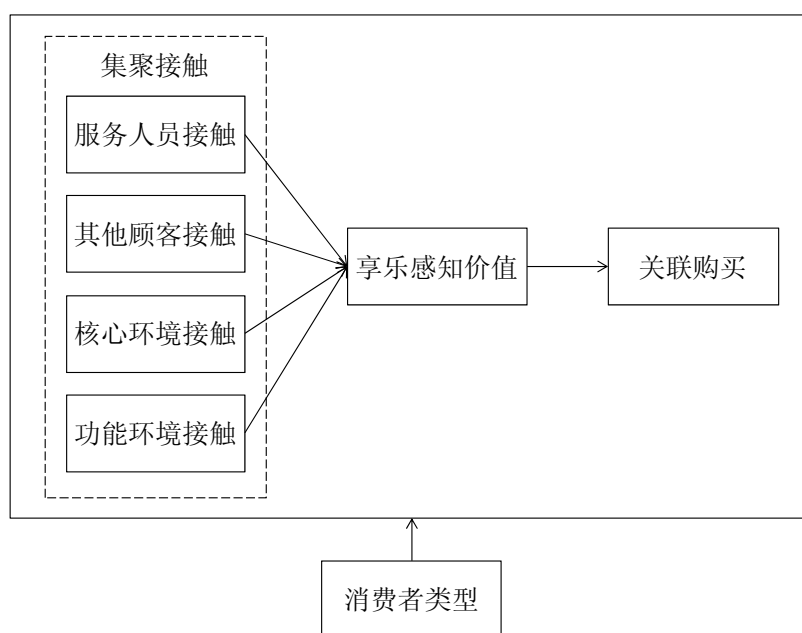 集聚接触
服务人员接触
其他顾客接触
核心环境接触
功能环境接触
享乐感知价值
关联购买
消费者类型